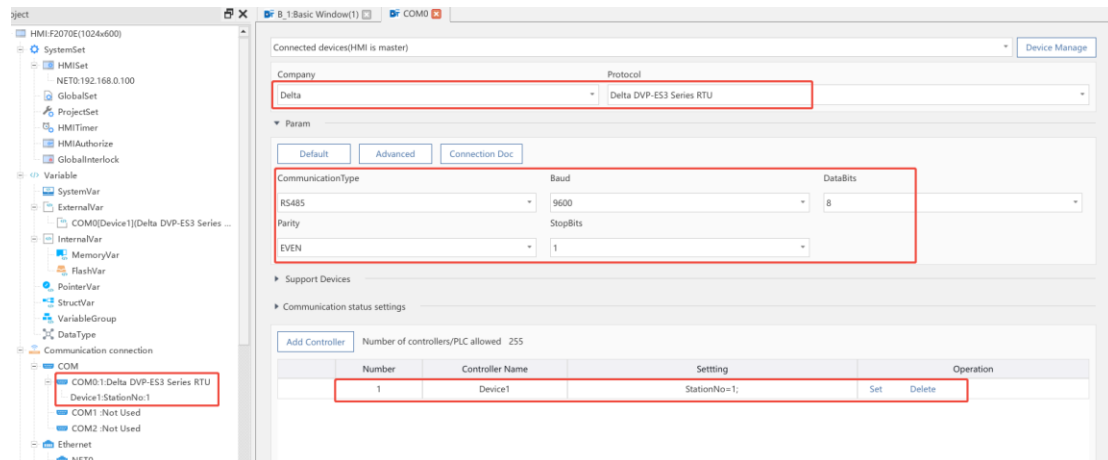 oject
HMI:F2070E(1024x600)
SystemSet
HMISet
NET0:192.168.0.100
GlobalSet
ProjectSet
HMITimer
HMIAuthorize
GlobalInterlock
Variable
SystemVar
ExternalVar
COM0[Device1](Delta DVP-ES3 Series ...
InternalVar
MemoryVar
FlashVar
PointerVar
StructVar
VariableGroup
DataType
Communication connection
COM
COM0:1:Delta DVP-ES3 Series RTU
Device1:StationNo:1
COM1 :Not Used
COM2 :Not Used
Ethernet
NET0
B_1:Basic Window(1) COM0
Connected devices(HMI is master) Device Manage
Company Protocol
Delta Delta DVP-ES3 Series RTU
Param
Default Advanced Connection Doc
CommunicationType Baud DataBits
RS485 9600 8
Parity StopBits
EVEN 1
Support Devices
Communication status settings
Add Controller Number of controllers/PLC allowed 255
Number Controller Name Settting Operation
1 Device1 StationNo=1; Set Delete